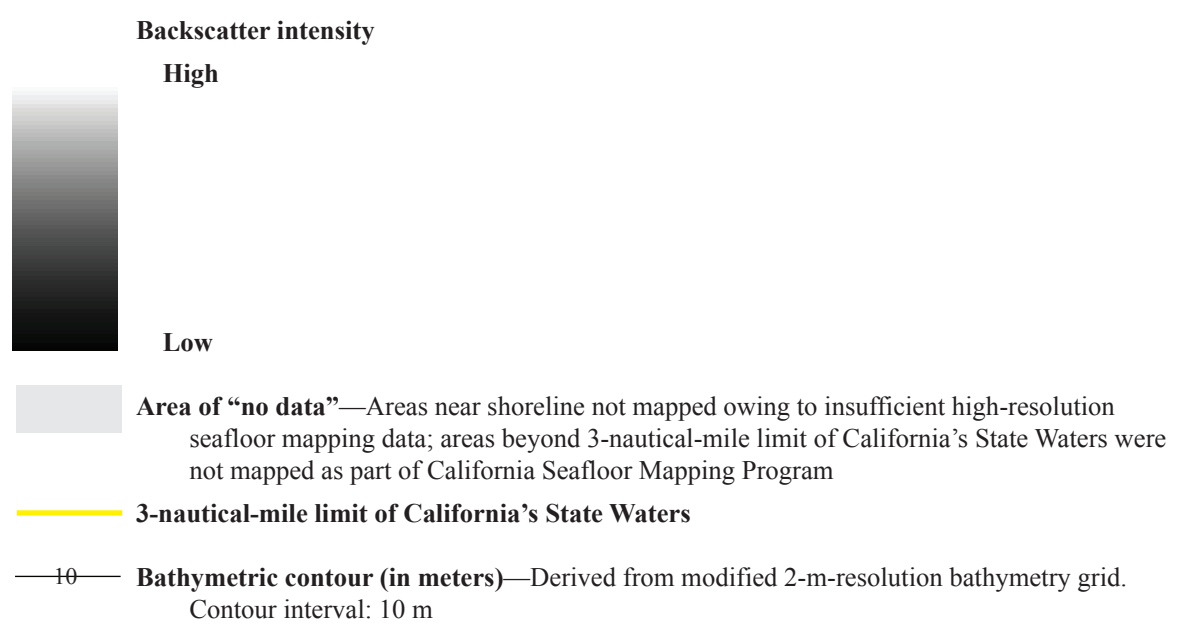 Backscatter intensity
High
Low
Area of “no data”—Areas near shoreline not mapped owing to insufficient high-resolution
seafloor mapping data; areas beyond 3-nautical-mile limit of California’s State Waters were
not mapped as part of California Seafloor Mapping Program
3-nautical-mile limit of California’s State Waters
10 Bathymetric contour (in meters)—Derived from modified 2-m-resolution bathymetry grid.
Contour interval: 10 m